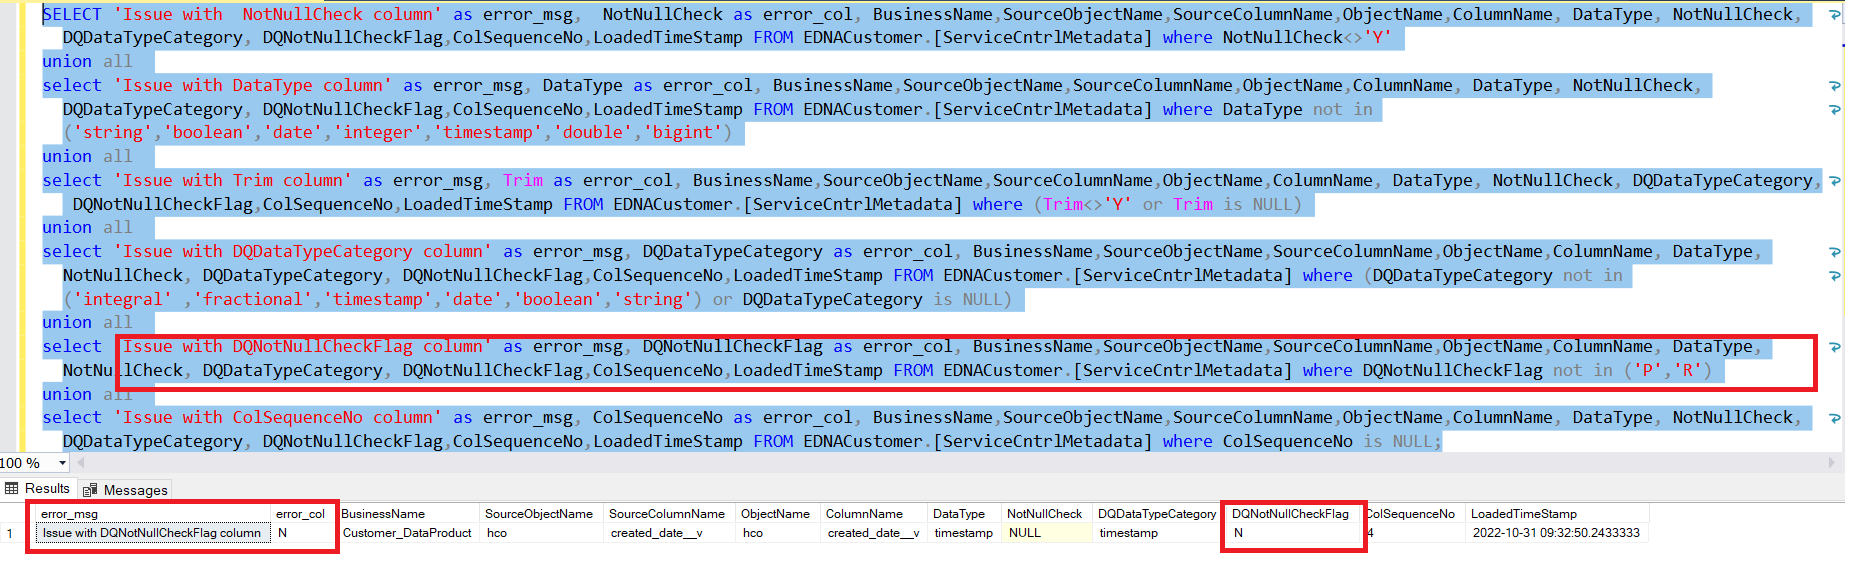 SELECT 'Issue with  NotNullCheck column' as error_msg,  NotNullCheck as error_col, BusinessName,SourceObjectName,SourceColumnName,ObjectName,ColumnName, DataType, NotNullCheck,
DQDataTypeCategory, DQNotNullCheckFlag,ColSequenceNo,LoadedTimeStamp FROM EDNACustomer.[ServiceCntrlMetadata] where NotNullCheck<>'Y'
union all
select 'Issue with DataType column' as error_msg, DataType as error_col, BusinessName,SourceObjectName,SourceColumnName,ObjectName,ColumnName, DataType, NotNullCheck,
DQDataTypeCategory, DQNotNullCheckFlag,ColSequenceNo,LoadedTimeStamp FROM EDNACustomer.[ServiceCntrlMetadata] where DataType not in
('string','boolean','date','integer','timestamp','double','bigint')
union all
select 'Issue with Trim column' as error_msg, Trim as error_col, BusinessName,SourceObjectName,SourceColumnName,ObjectName,ColumnName, DataType, NotNullCheck, DQDataTypeCategory,
DQNotNullCheckFlag,ColSequenceNo,LoadedTimeStamp FROM EDNACustomer.[ServiceCntrlMetadata] where (Trim<>'Y' or Trim is NULL)
union all
select 'Issue with DQDataTypeCategory column' as error_msg, DQDataTypeCategory as error_col, BusinessName,SourceObjectName,SourceColumnName,ObjectName,ColumnName, DataType,
NotNullCheck, DQDataTypeCategory, DQNotNullCheckFlag,ColSequenceNo,LoadedTimeStamp FROM EDNACustomer.[ServiceCntrlMetadata] where (DQDataTypeCategory not in
('integral' ,'fractional','timestamp','date','boolean','string') or DQDataTypeCategory is NULL)
union all
select 'Issue with DQNotNullCheckFlag column' as error_msg, DQNotNullCheckFlag as error_col, BusinessName,SourceObjectName,SourceColumnName,ObjectName,ColumnName, DataType,
NotNullCheck, DQDataTypeCategory, DQNotNullCheckFlag,ColSequenceNo,LoadedTimeStamp FROM EDNACustomer.[ServiceCntrlMetadata] where DQNotNullCheckFlag not in ('P','R')
union all
select 'Issue with ColSequenceNo column' as error_msg, ColSequenceNo as error_col, BusinessName,SourceObjectName,SourceColumnName,ObjectName,ColumnName, DataType, NotNullCheck,
DQDataTypeCategory, DQNotNullCheckFlag,ColSequenceNo,LoadedTimeStamp FROM EDNACustomer.[ServiceCntrlMetadata] where ColSequenceNo is NULL;
100 %
Results Messages
error_msg error_col BusinessName SourceObjectName SourceColumnName ObjectName ColumnName DataType NotNullCheck DQDataTypeCategory DQNotNullCheckFlag ColSequenceNo LoadedTimeStamp
1 Issue with DQNotNullCheckFlag column N Customer_DataProduct hco created_date__v hco created_date__v timestamp NULL timestamp N 4 2022-10-31 09:32:50.2433333